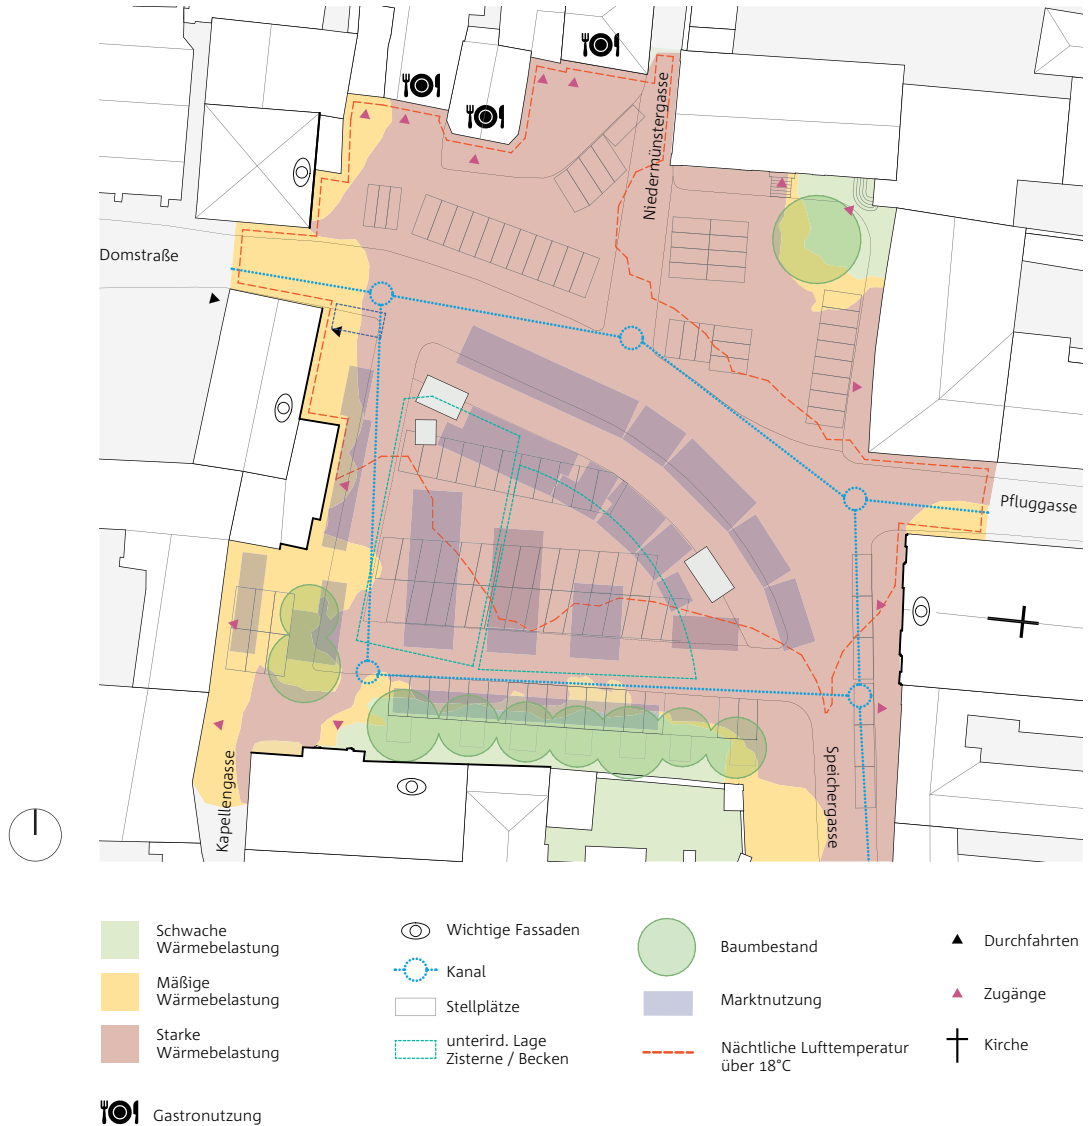 Niedermünstergasse
Domstraße
Pfluggasse
Kapellengasse
Speichergasse
Schwache
Wärmebelastung
Mäßige
Wärmebelastung
Starke
Wärmebelastung
Gastronutzung
Wichtige Fassaden
Kanal
Stellplätze
unterird. Lage
Zisterne / Becken
Baumbestand
Marktnutzung
Nächtliche Lufttemperatur
über 18°C
Durchfahrten
Zugänge
Kirche